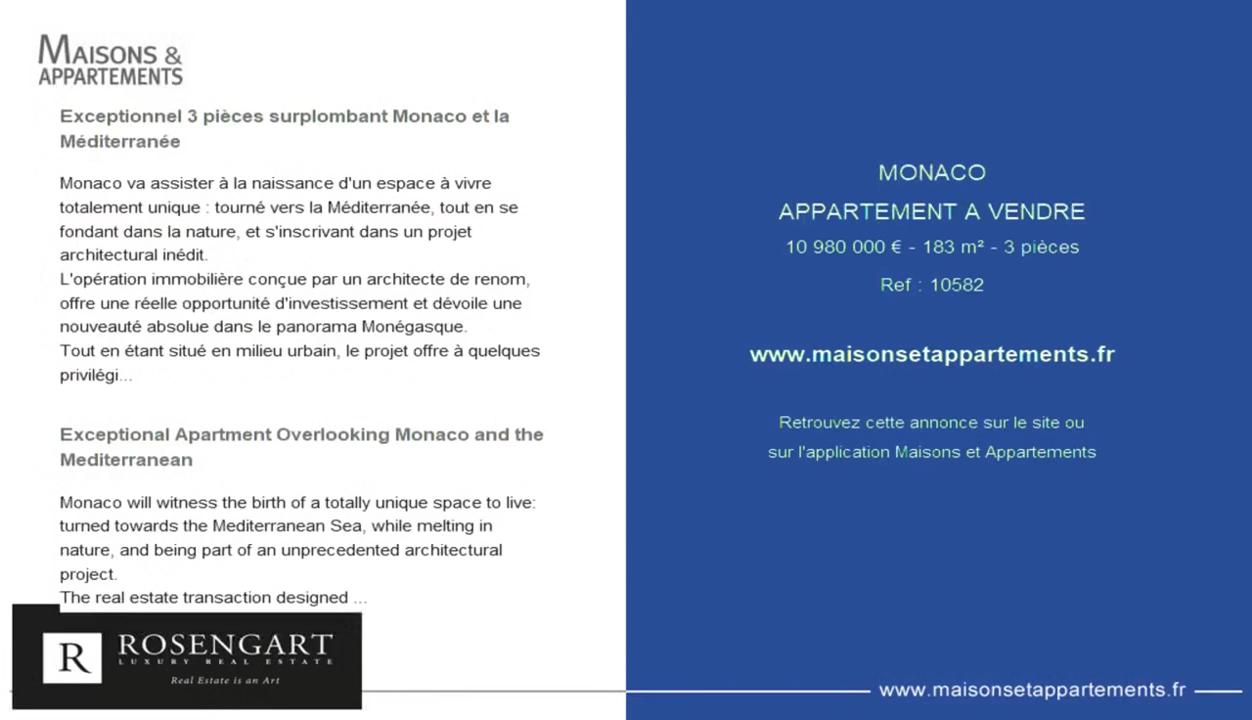 MAISONS &
APPARTEMENTS
Exceptionnel 3 pièces surplombant Monaco et la
Méditerranée
Monaco va assister à la naissance d'un espace à vivre
totalement unique : tourné vers la Méditerranée, tout en se
fondant dans la nature, et s'inscrivant dans un projet
architectural inédit.
L'opération immobilière conçue par un architecte de renom,
offre une réelle opportunité d'investissement et dévoile une
nouveauté absolue dans le panorama Monégasque.
Tout en étant situé en milieu urbain, le projet offre à quelques
privilégi...
Exceptional Apartment Overlooking Monaco and the
Mediterranean
Monaco will witness the birth of a totally unique space to live:
turned towards the Mediterranean Sea, while melting in
nature, and being part of an unprecedented architectural
project.
The real estate transaction designed ...
R ROSENGART
LUXURY REAL ESTATE
Real Estate is an Art
MONACO
APPARTEMENT A VENDRE
10 980 000 € - 183 m² - 3 pièces
Ref : 10582
www.maisonsetappartements.fr
Retrouvez cette annonce sur le site ou
sur l'application Maisons et Appartements
www.maisonsetappartements.fr